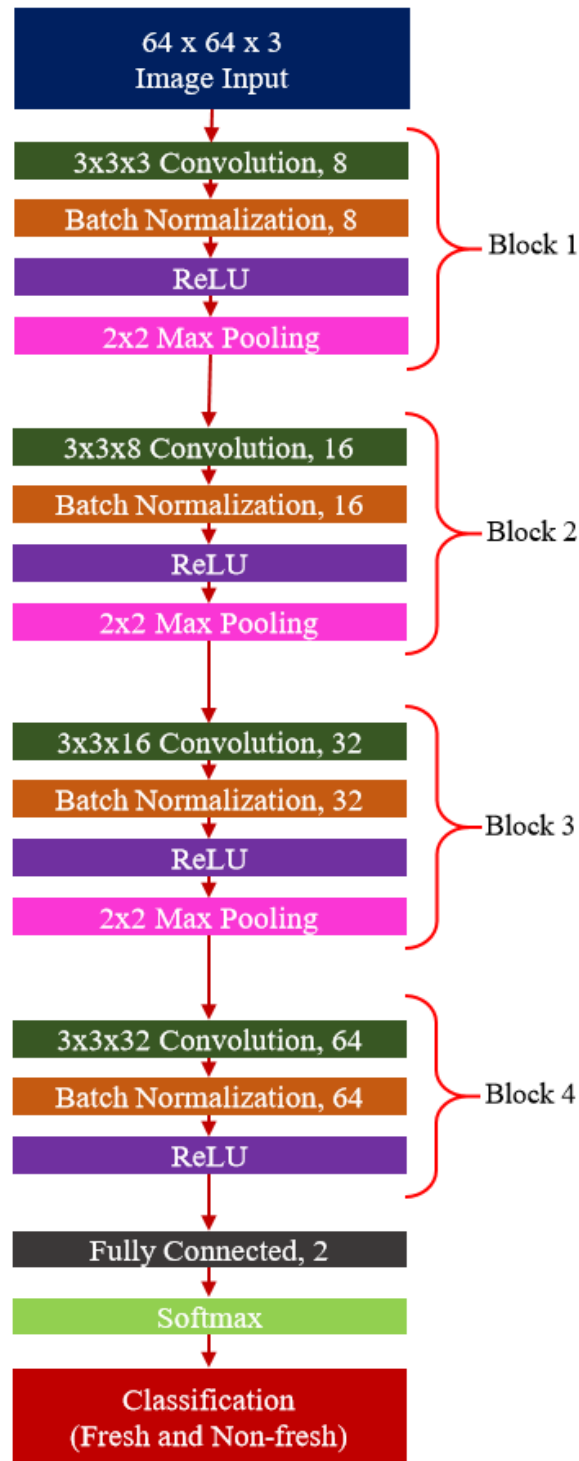 64 x 64 x 3
Image Input
3x3x3 Convolution, 8
Batch Normalization, 8
ReLU
2x2 Max Pooling
Block 1
3x3x8 Convolution, 16
Batch Normalization, 16
ReLU
2x2 Max Pooling
Block 2
3x3x16 Convolution, 32
Batch Normalization, 32
ReLU
2x2 Max Pooling
Block 3
3x3x32 Convolution, 64
Batch Normalization, 64
ReLU
Block 4
Fully Connected, 2
Softmax
Classification
(Fresh and Non-fresh)